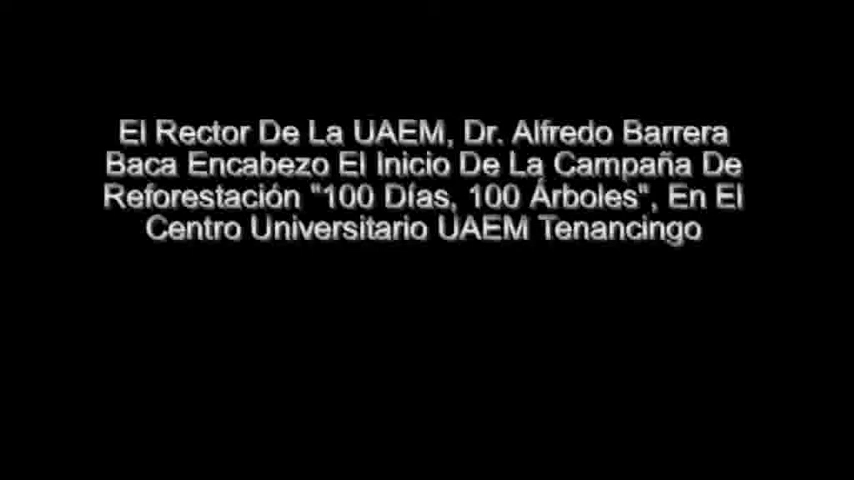 El Rector De La UAEM, Dr. Alfredo Barrera
Baca Encabezo El Inicio De La Campaña De
Reforestación "100 Días, 100 Árboles", En El
Centro Universitario UAEM Tenancingo